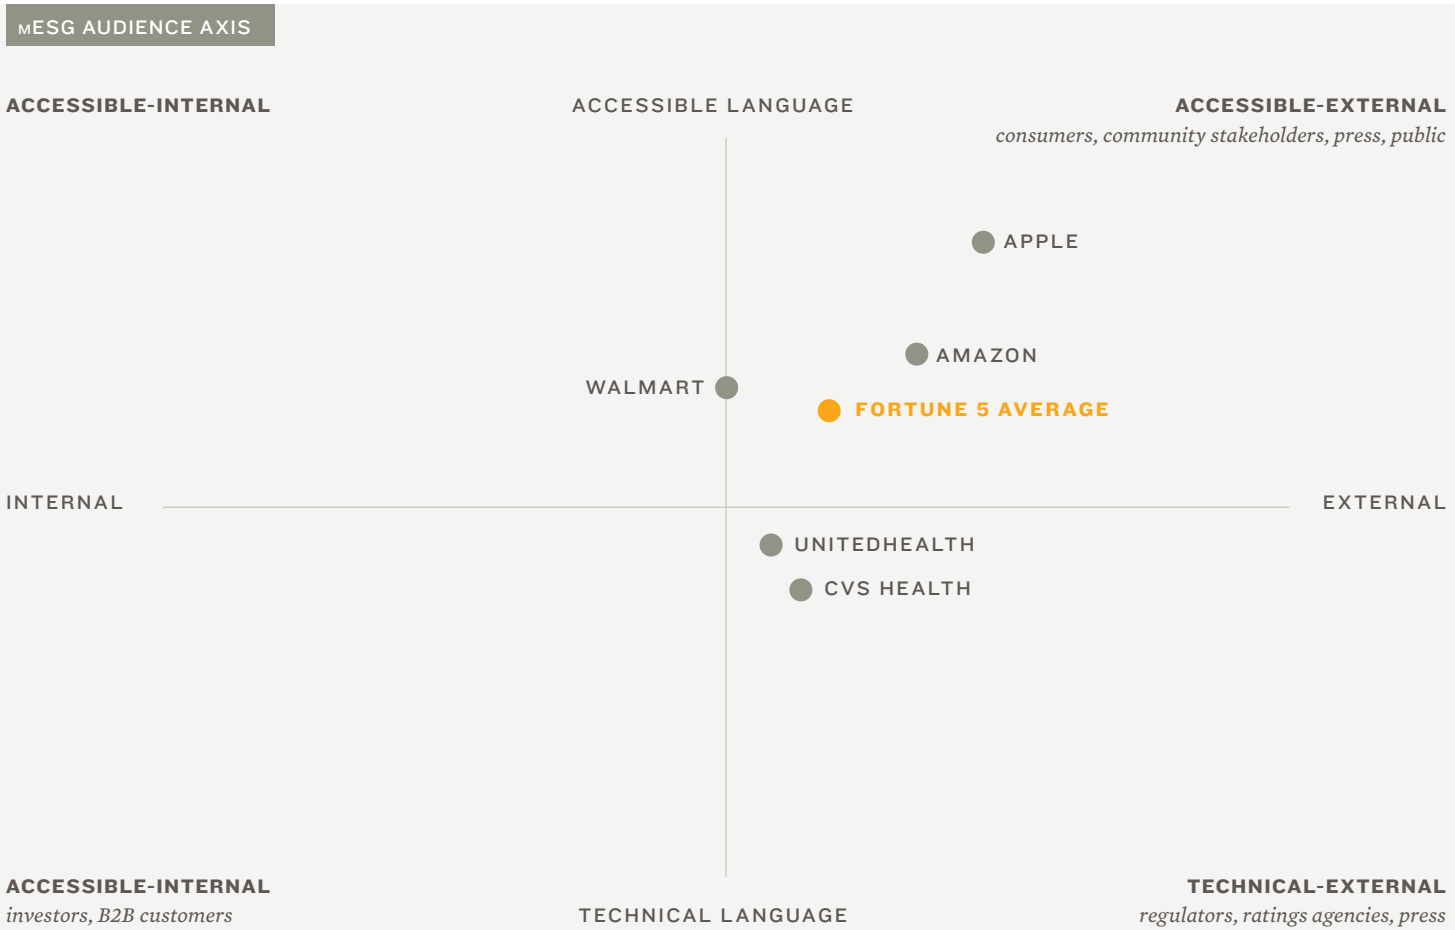 MESG AUDIENCE AXIS
ACCESSIBLE-INTERNAL
ACCESSIBLE LANGUAGE
ACCESSIBLE-EXTERNAL
consumers, community stakeholders, press, public
APPLE
AMAZON
WALMART
FORTUNE 5 AVERAGE
INTERNAL
EXTERNAL
UNITEDHEALTH
CVS HEALTH
ACCESSIBLE-INTERNAL
investors, B2B customers
TECHNICAL LANGUAGE
TECHNICAL-EXTERNAL
regulators, ratings agencies, press